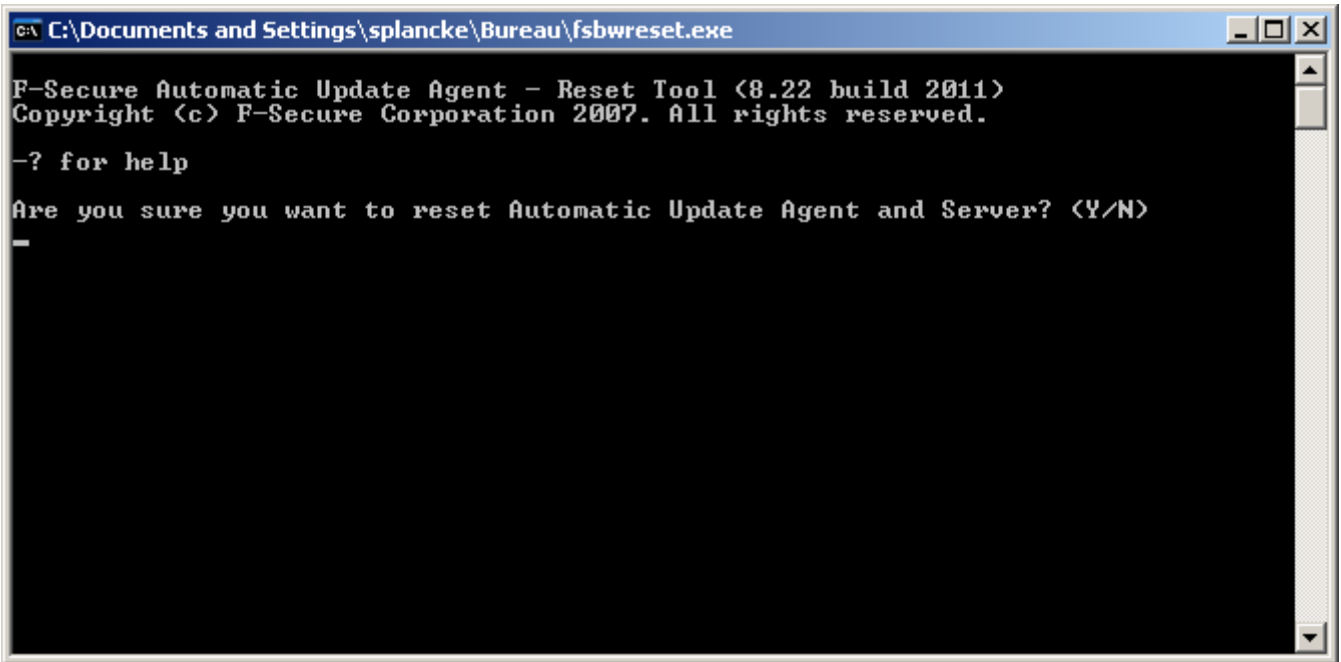 C:\Documents and Settings\splancke\Bureau\fsbwreset.exe
F-Secure Automatic Update Agent - Reset Tool (8.22 build 2011)
Copyright (c) F-Secure Corporation 2007. All rights reserved.
-? for help
Are you sure you want to reset Automatic Update Agent and Server? (Y/N)